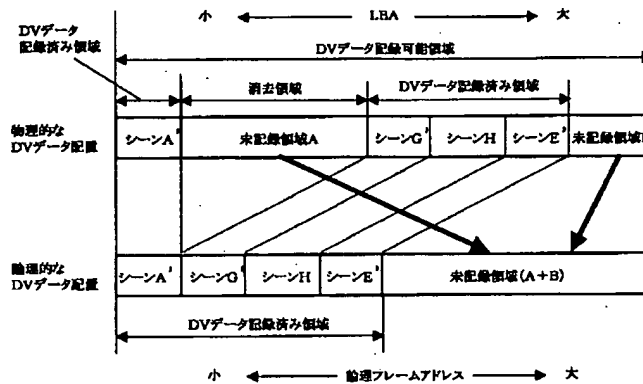 小 LBA 大
DVデータ
記録済み領域
DVデータ記録可能領域
消去領域
DVデータ記録済み領域
物理的な
DVデータ配置
シーンA'
未記録領域A
シーンG'
シーンH
シーンE'
未記録領域
論理的な
DVデータ配置
シーンA'
シーンG'
シーンH
シーンE'
未記録領域(A+B)
DVデータ記録済み領域
小 論理フレームアドレス 大